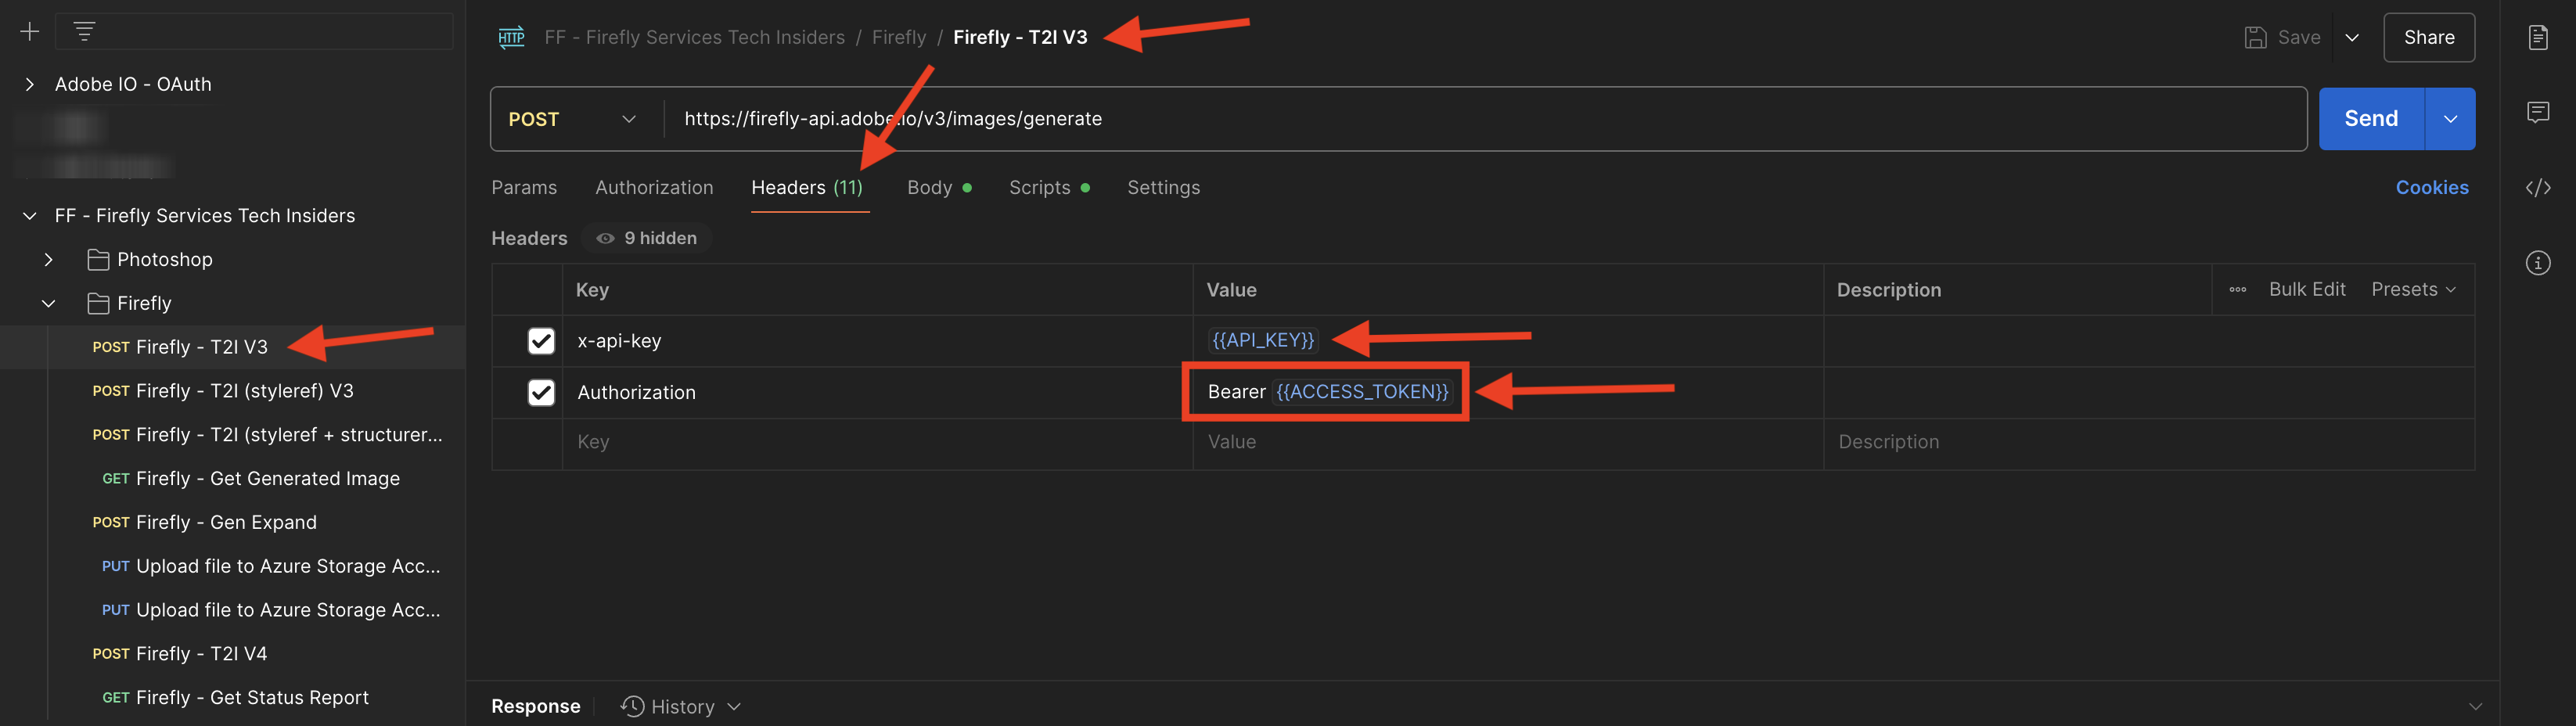 Adobe IO - OAuth
FF - Firefly Services Tech Insiders
Photoshop
Firefly
POST Firefly - T2I V3
POST Firefly - T2I (styleref) V3
POST Firefly - T2I (styleref + structurer...
GET Firefly - Get Generated Image
POST Firefly - Gen Expand
PUT Upload file to Azure Storage Acc...
PUT Upload file to Azure Storage Acc...
POST Firefly - T2I V4
GET Firefly - Get Status Report
HTTP FF - Firefly Services Tech Insiders / Firefly / Firefly - T2I V3
Save Share
POST https://firefly-api.adobe.io/v3/images/generate Send
Params Authorization Headers (11) Body Scripts Settings Cookies
Headers 9 hidden
Key Value Description Bulk Edit Presets
x-api-key {{API_KEY}}
Authorization Bearer {{ACCESS_TOKEN}}
Key Value Description
Response History